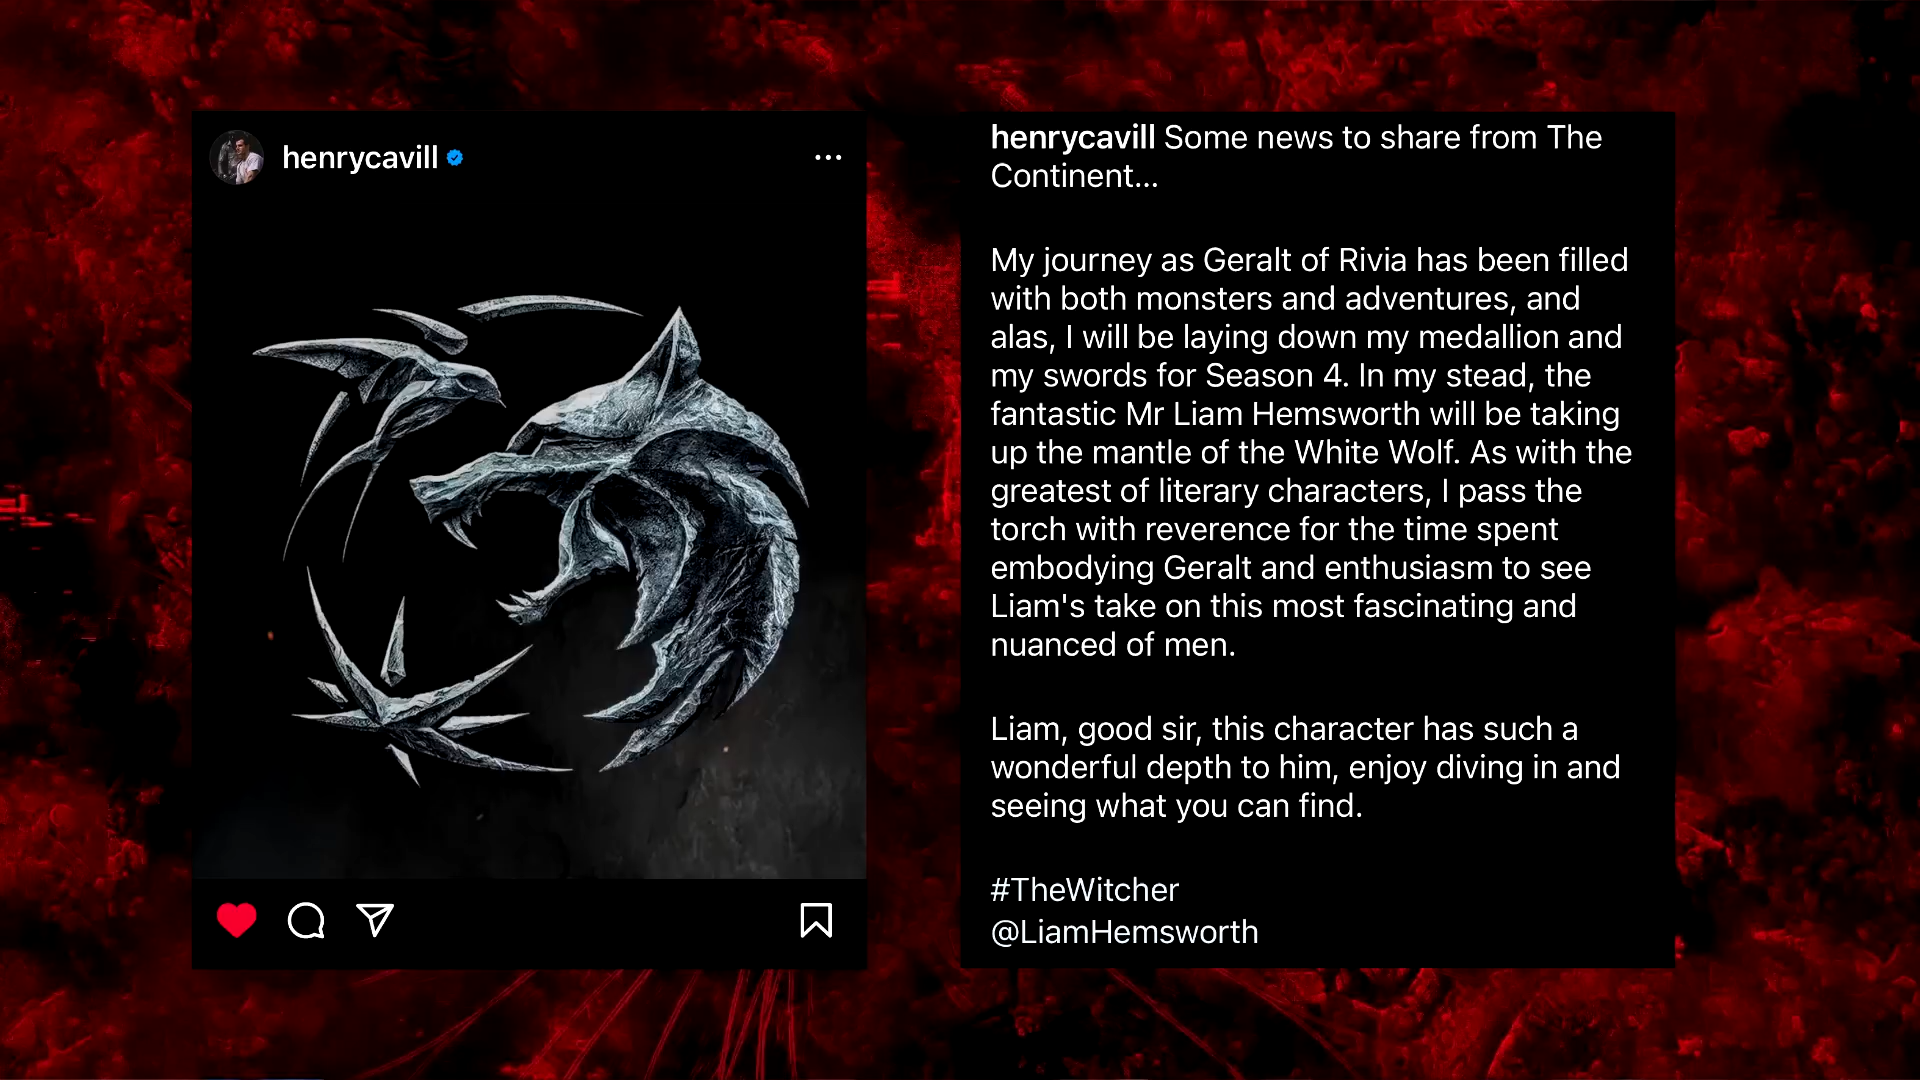 henrycavill
henrycavill Some news to share from The
Continent...
My journey as Geralt of Rivia has been filled
with both monsters and adventures, and
alas, I will be laying down my medallion and
my swords for Season 4. In my stead, the
fantastic Mr Liam Hemsworth will be taking
up the mantle of the White Wolf. As with the
greatest of literary characters, I pass the
torch with reverence for the time spent
embodying Geralt and enthusiasm to see
Liam's take on this most fascinating and
nuanced of men.
Liam, good sir, this character has such a
wonderful depth to him, enjoy diving in and
seeing what you can find.
#TheWitcher
@LiamHemsworth